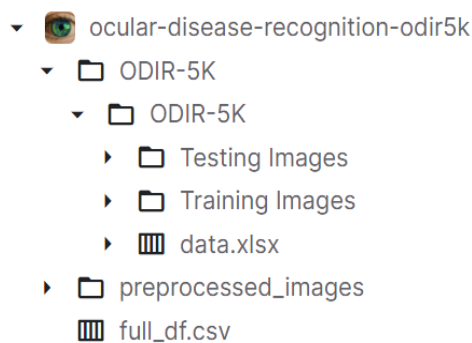 ocular-disease-recognition-odir5k
ODIR-5K
ODIR-5K
Testing Images
Training Images
data.xlsx
preprocessed_images
full_df.csv